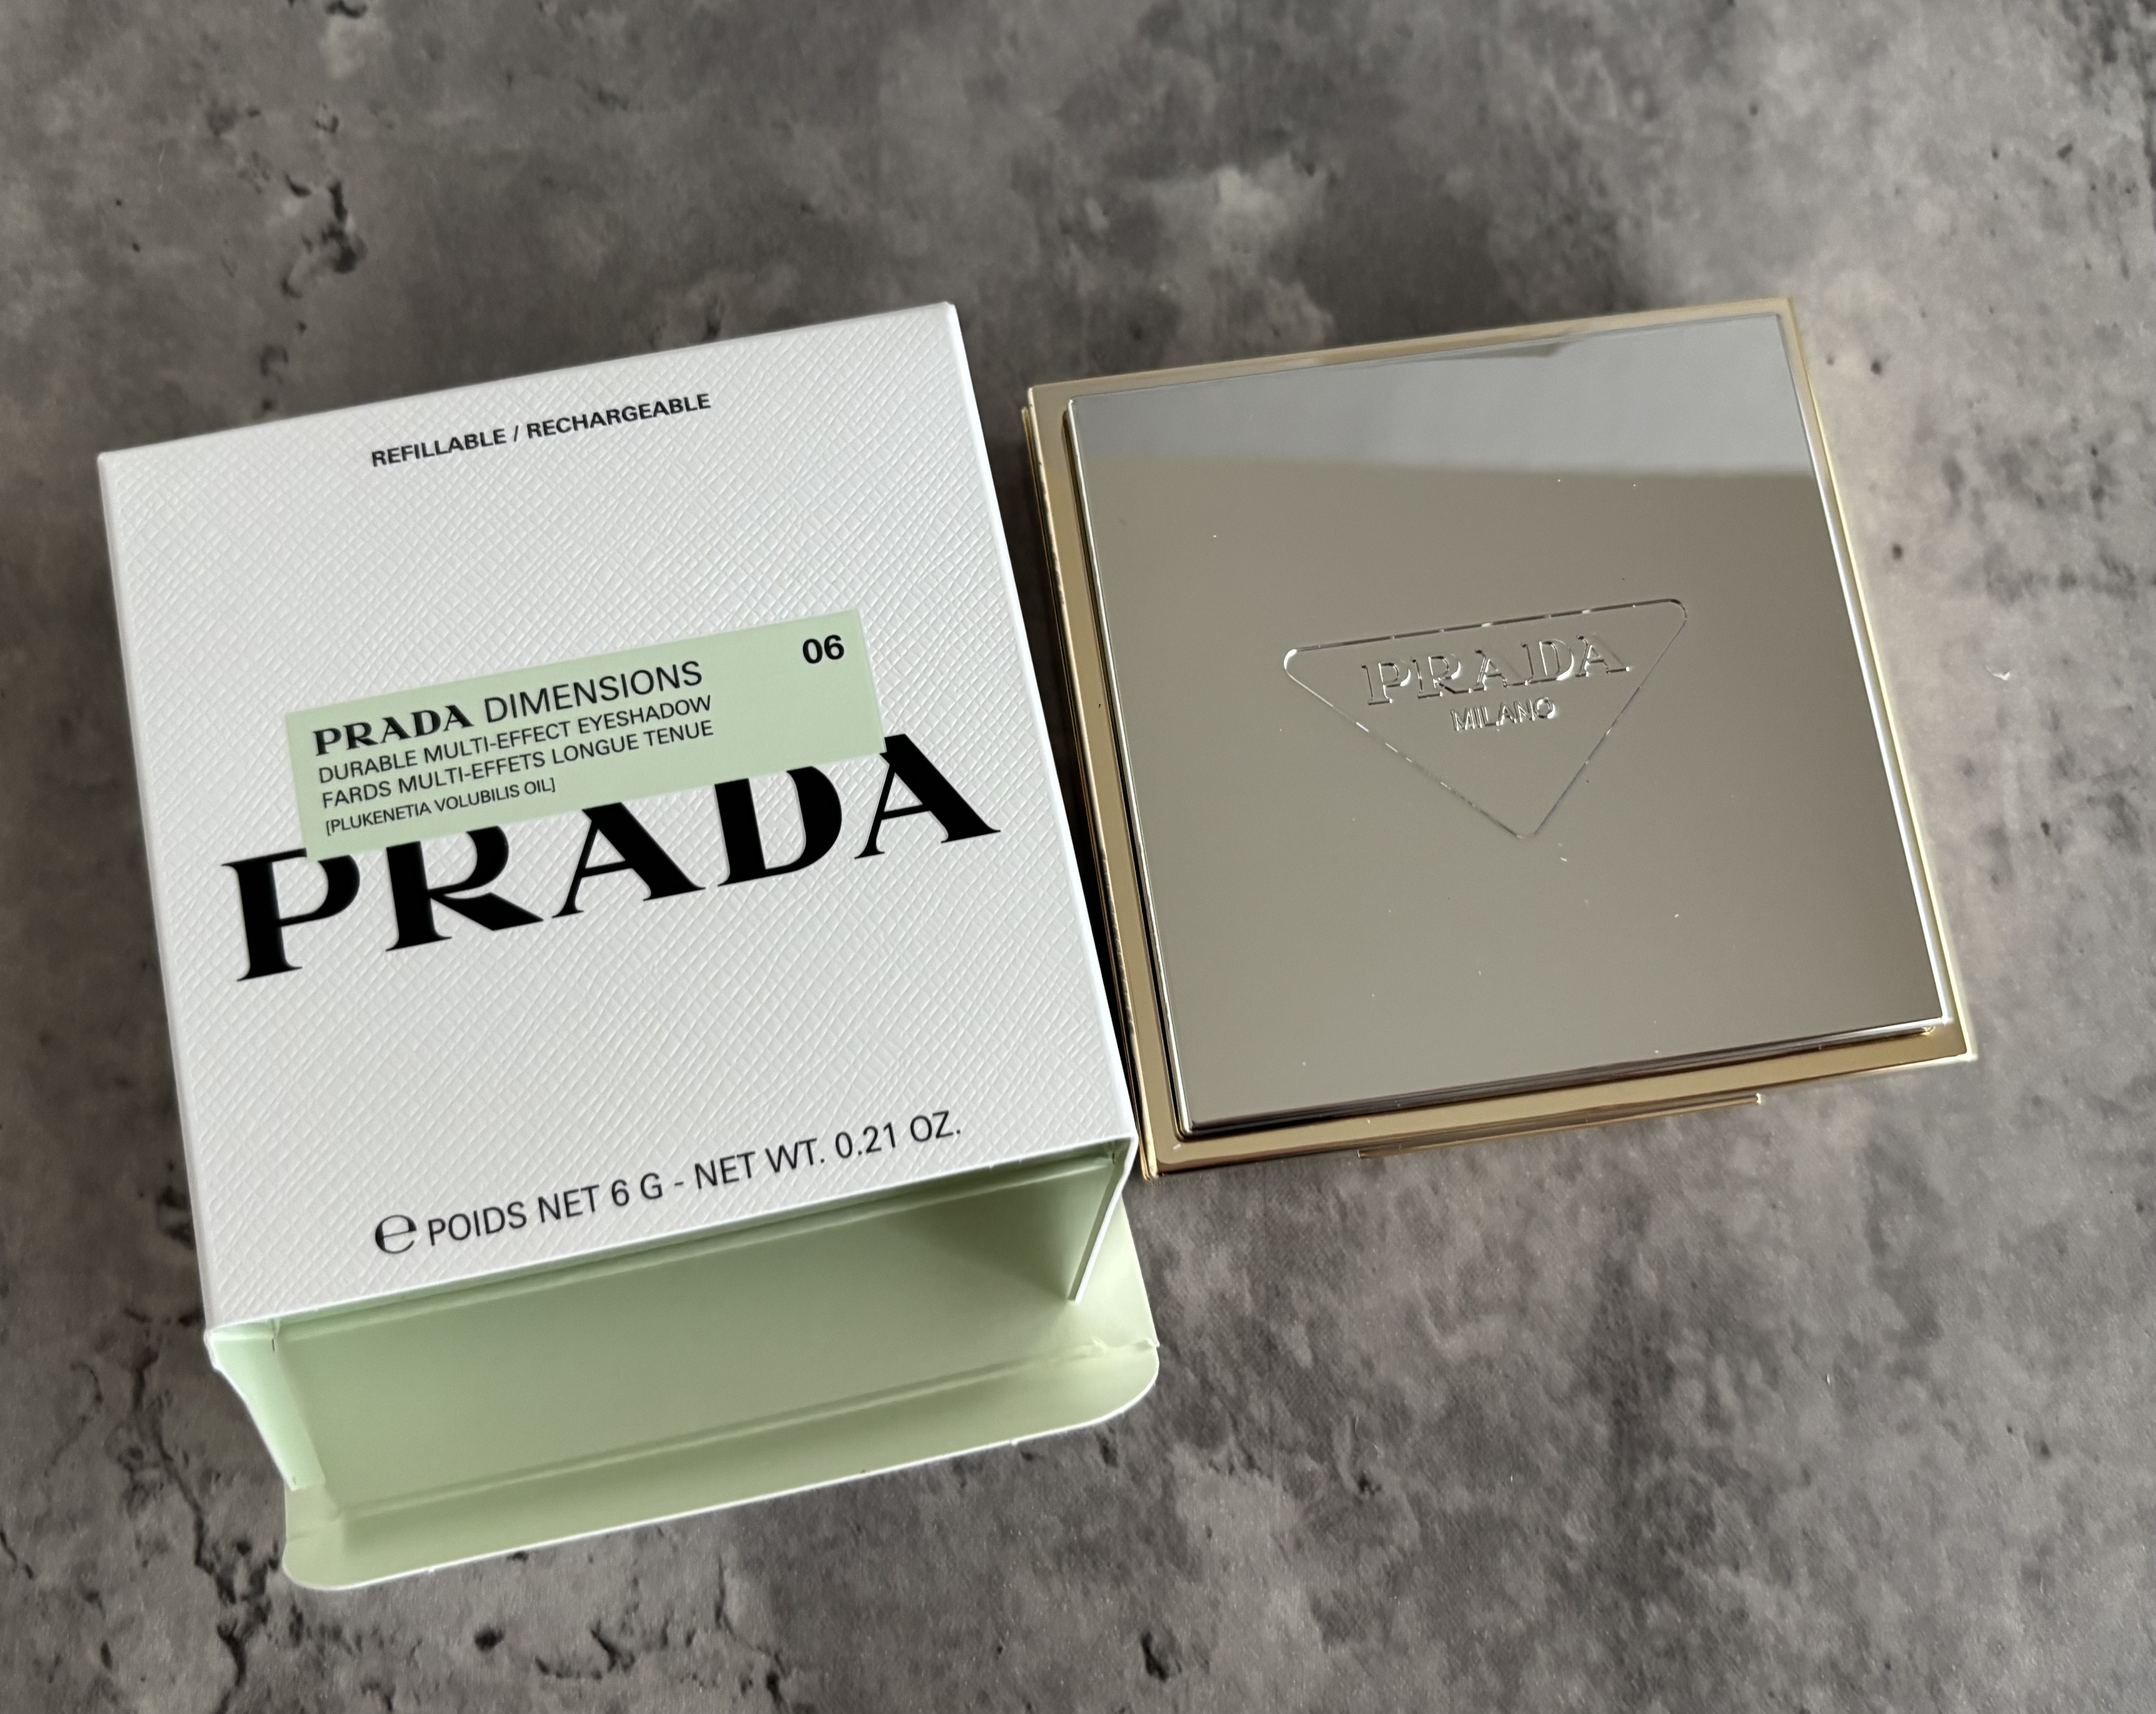 REFILLABLE / RECHARGEABLE
06
PRADA DIMENSIONS
DURABLE MULTI-EFFECT EYESHADOW
FARDS MULTI-EFFETS LONGUE TENUE
[PLUKENETIA VOLUBILIS OIL]
PRADA
℮ POIDS NET 6 G - NET WT. 0.21 OZ.
PRADA
MILANO